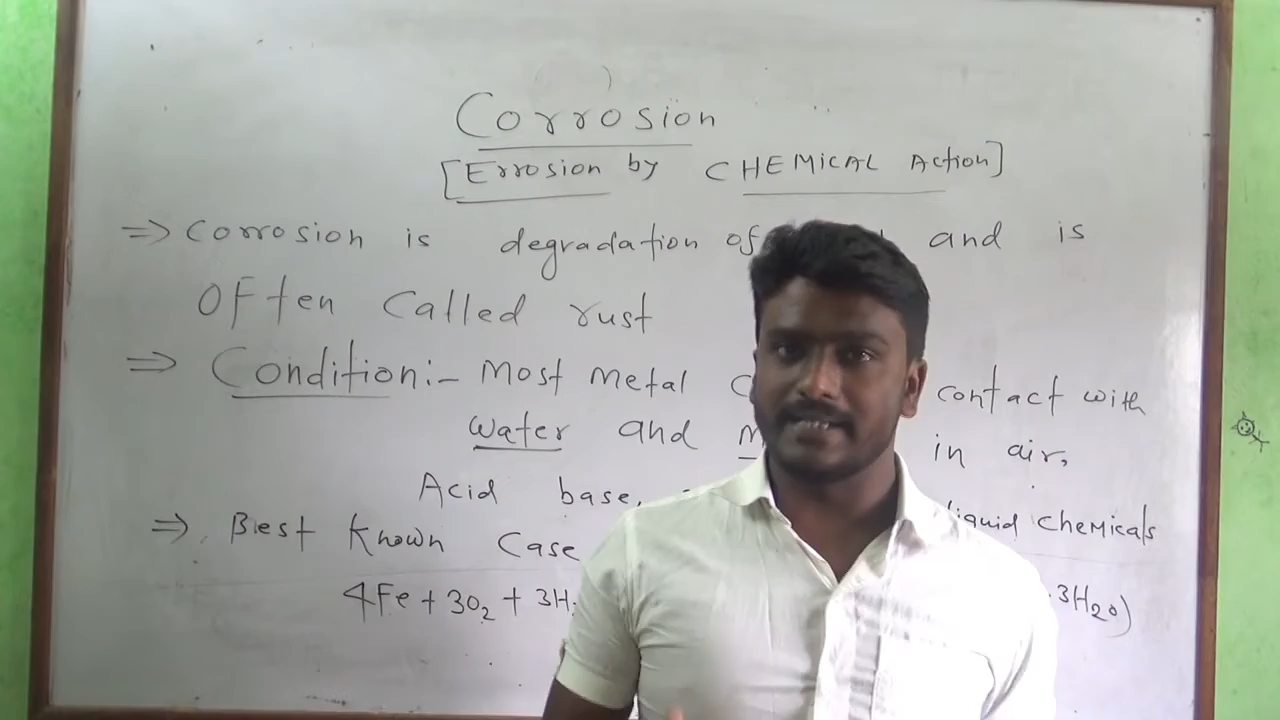 Corrosion
[Errosion by CHEMiCAL Action]
⇒ Corrosion is degradation of and is
OFten Called rust
⇒ Condition:- Most Metal contact with
water and in air,
Acid base, liquid Chemicals
⇒ Best Known Case
4Fe + 3O₂ + 3H .3H₂O)